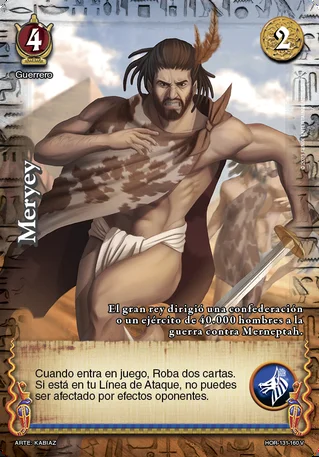 4
2
Guerrero
Meryey
El gran rey dirigió una confederación
o un ejército de 40.000 hombres a la
guerra contra Merneptah.
Cuando entra en juego, Roba dos cartas.
Si está en tu Línea de Ataque, no puedes
ser afectado por efectos oponentes.
ARTE: KABIAZ
HOR-131-160 V